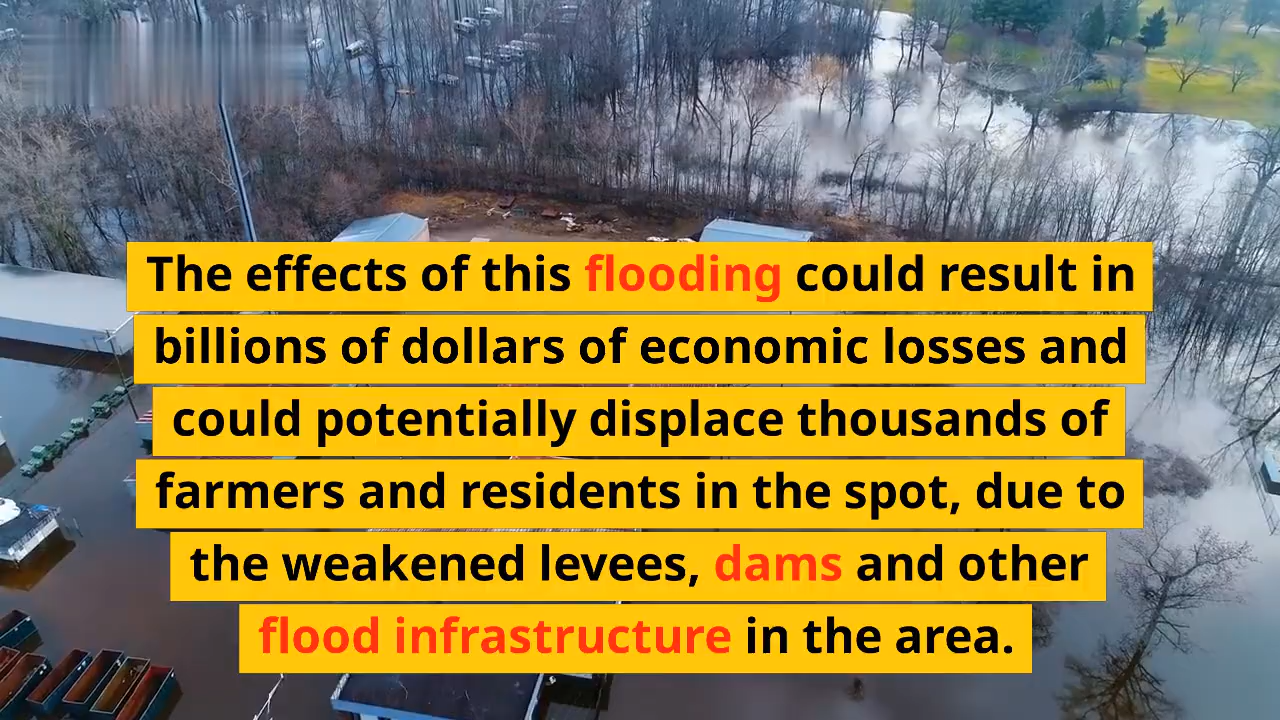 The effects of this flooding could result in
billions of dollars of economic losses and
could potentially displace thousands of
farmers and residents in the spot, due to
the weakened levees, dams and other
flood infrastructure in the area.